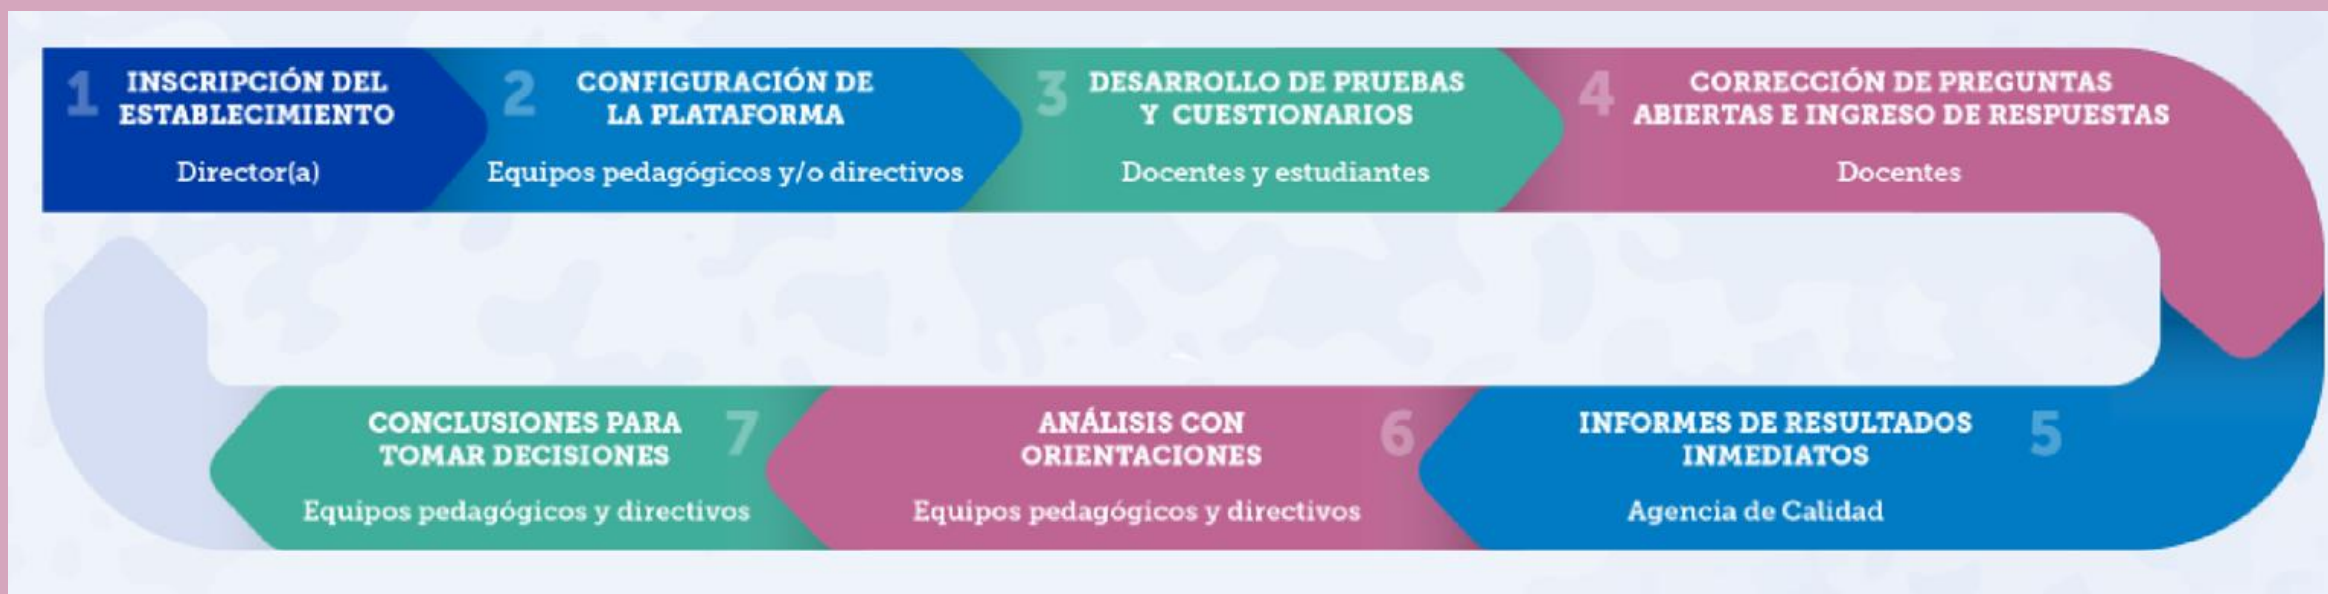 1
INSCRIPCIÓN DEL
ESTABLECIMIENTO
Director(a)
2
CONFIGURACIÓN DE
LA PLATAFORMA
Equipos pedagógicos y/o directivos
3
DESARROLLO DE PRUEBAS
Y CUESTIONARIOS
Docentes y estudiantes
4
CORRECCIÓN DE PREGUNTAS
ABIERTAS E INGRESO DE RESPUESTAS
Docentes
5
INFORMES DE RESULTADOS
INMEDIATOS
Agencia de Calidad
6
ANÁLISIS CON
ORIENTACIONES
Equipos pedagógicos y directivos
7
CONCLUSIONES PARA
TOMAR DECISIONES
Equipos pedagógicos y directivos